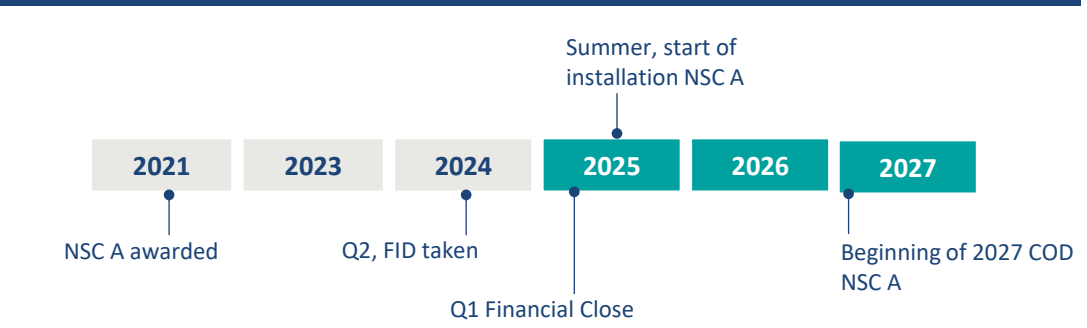 Summer, start of
installation NSC A
2021
2023
2024
2025
2026
2027
NSC A awarded
Q2, FID taken
Beginning of 2027 COD
NSC A
Q1 Financial Close